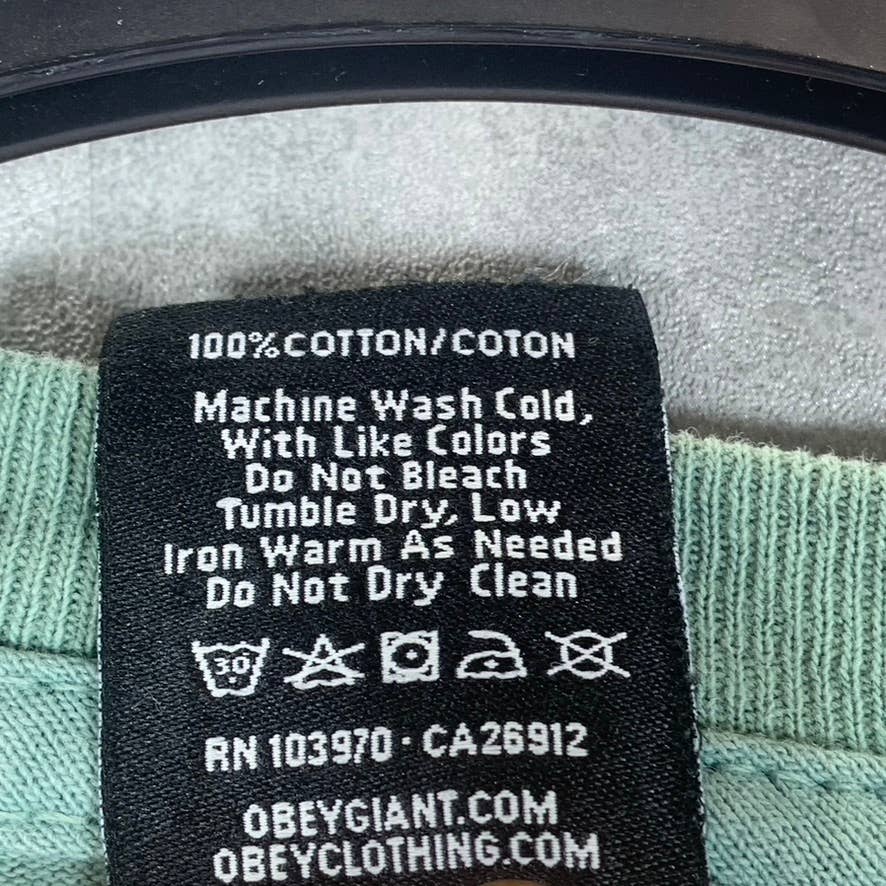 100% COTTON/COTON
Machine Wash Cold,
With Like Colors
Do Not Bleach
Tumble Dry, Low
Iron Warm As Needed
Do Not Dry Clean
30
RN 103970 · CA26912
OBEYGIANT.COM
OBEYCLOTHING.COM